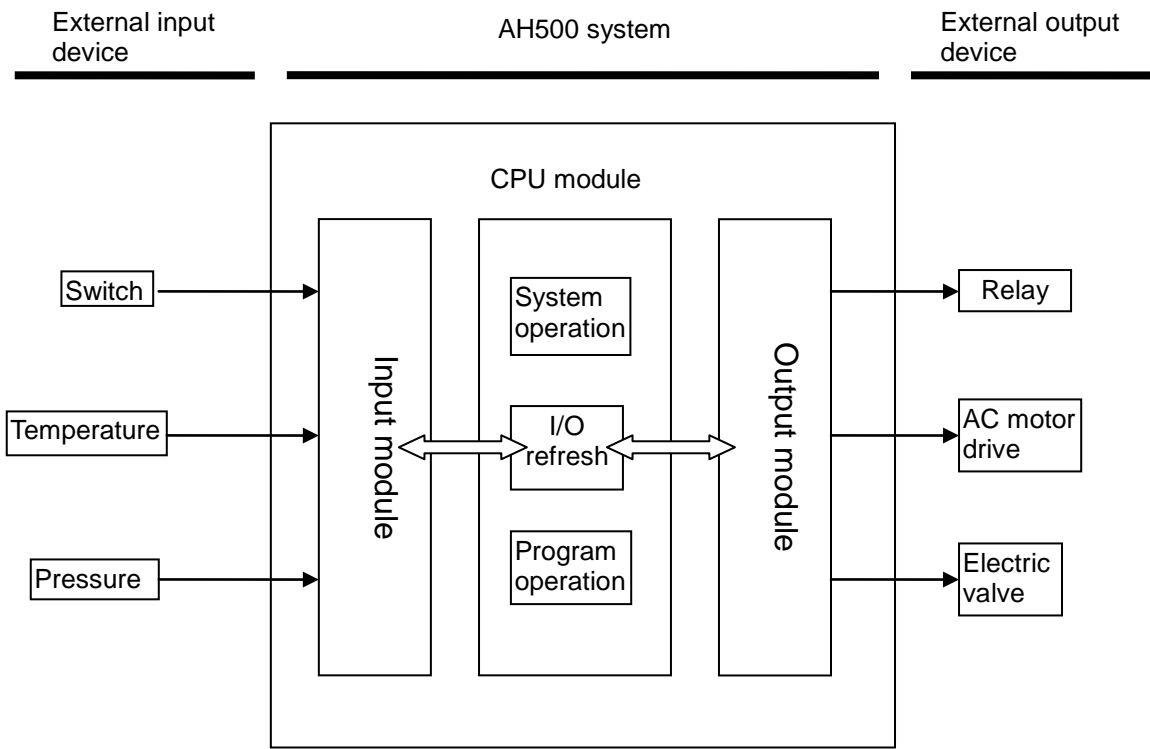 External input
device
AH500 system
External output
device
CPU module
Switch
Temperature
Pressure
Input module
System
operation
I/O
refresh
Program
operation
Output module
Relay
AC motor
drive
Electric
valve